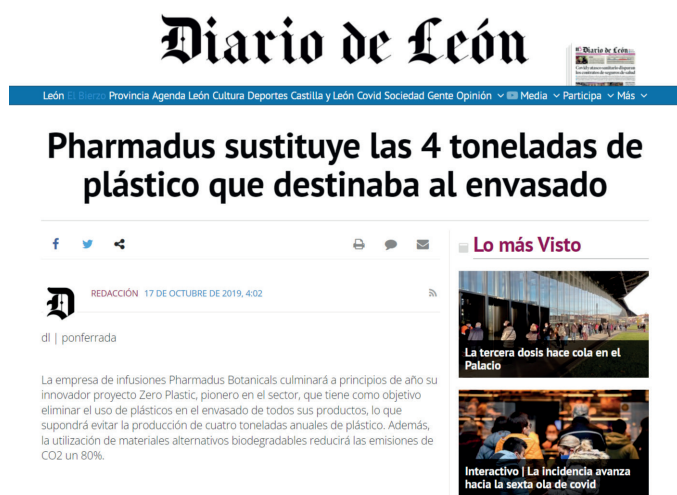 Diario de León
Diario de León
León El Bierzo Provincia Agenda León Cultura Deportes Castilla y León Covid Sociedad Gente Opinión Media Participa Más
Pharmadus sustituye las 4 toneladas de
plástico que destinaba al envasado
Lo más Visto
REDACCIÓN 17 DE OCTUBRE DE 2019, 4:02
dl | ponferrada
La tercera dosis hace cola en el
Palacio
La empresa de infusiones Pharmadus Botanicals culminará a principios de año su
innovador proyecto Zero Plastic, pionero en el sector, que tiene como objetivo
eliminar el uso de plásticos en el envasado de todos sus productos, lo que
supondrá evitar la producción de cuatro toneladas anuales de plástico. Además,
la utilización de materiales alternativos biodegradables reducirá las emisiones de
CO2 un 80%.
Interactivo | La incidencia avanza
hacia la sexta ola de covid